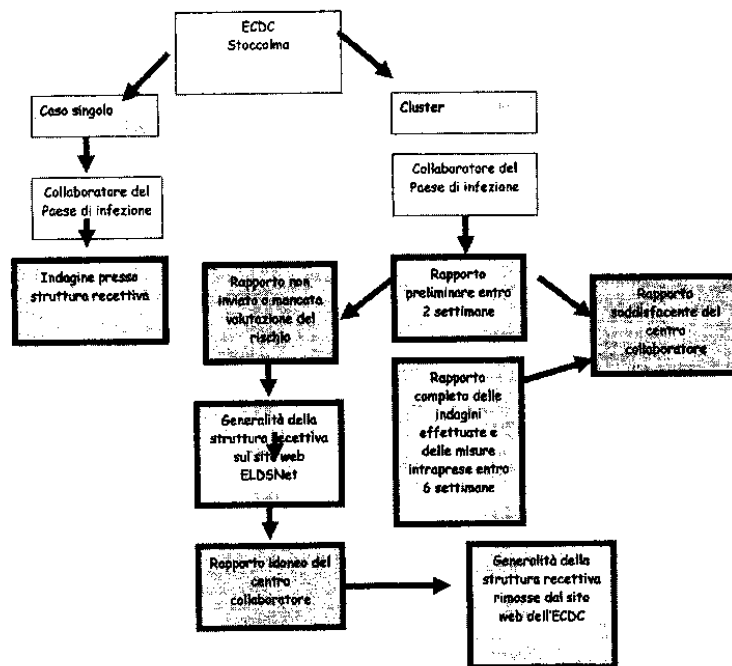 ECDC
Stoccolma
Caso singolo
Cluster
Collaboratore del
Paese di infezione
Collaboratore del
Paese di infezione
Indagine presso
struttura recettiva
Rapporto non
inviato o mancata
valutazione del
rischio
Rapporto
preliminare entro
2 settimane
Rapporto
soddisfacente del
centro
collaboratore
Rapporto
completo delle
indagini
effettuate e
delle misure
intraprese entro
6 settimane
Generalità della
struttura recettiva
sul sito web
ELDSNet
Rapporto idoneo del
centro
collaboratore
Generalità della
struttura recettiva
rimosse dal sito
web dell'ECDC